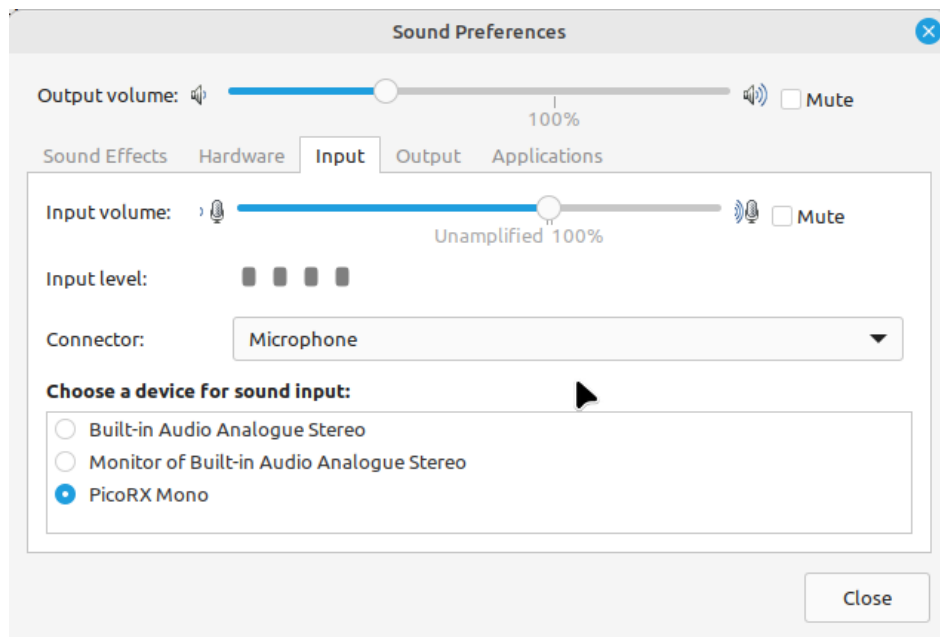 Sound Preferences
Output volume:
Mute
100%
Sound Effects Hardware Input Output Applications
Input volume:
Mute
Unamplified 100%
Input level:
Connector: Microphone
Choose a device for sound input:
Built-in Audio Analogue Stereo
Monitor of Built-in Audio Analogue Stereo
PicoRX Mono
Close